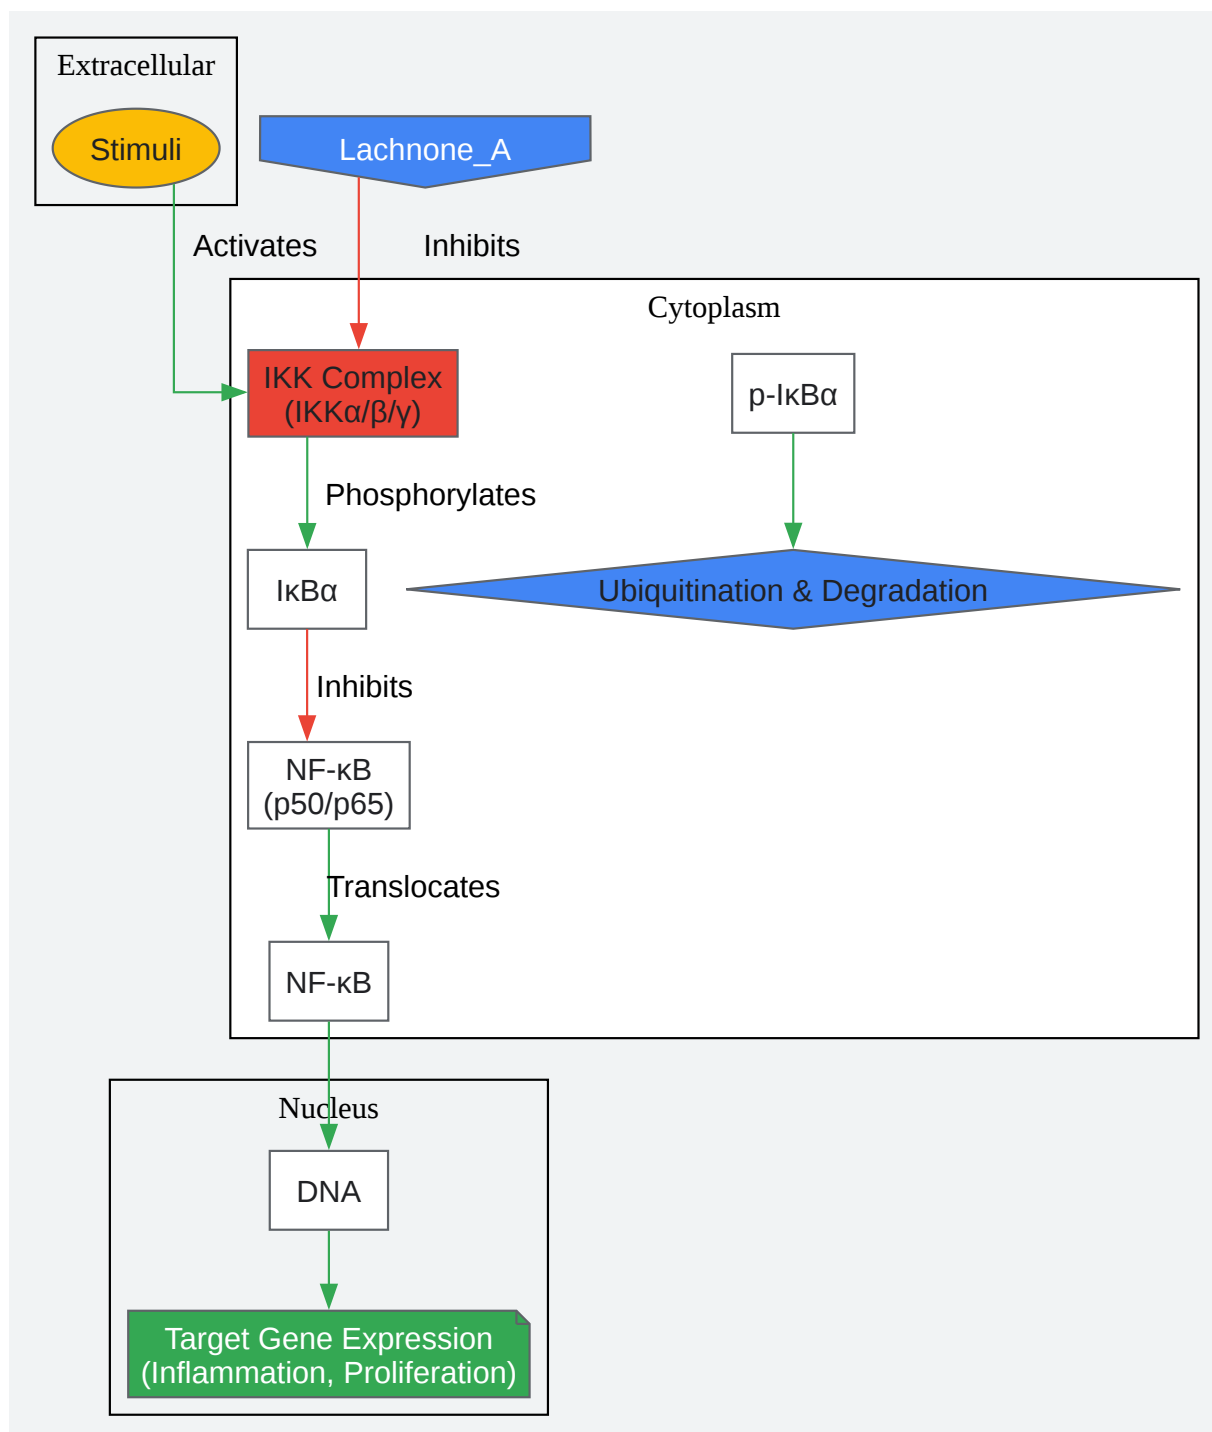 Extracellular
Stimuli
Lachnone_A
Activates
Inhibits
Cytoplasm
IKK Complex
(IKKα/β/γ)
p-IκBα
Phosphorylates
IκBα
Ubiquitination & Degradation
Inhibits
NF-κB
(p50/p65)
Translocates
NF-κB
Nucleus
DNA
Target Gene Expression
(Inflammation, Proliferation)